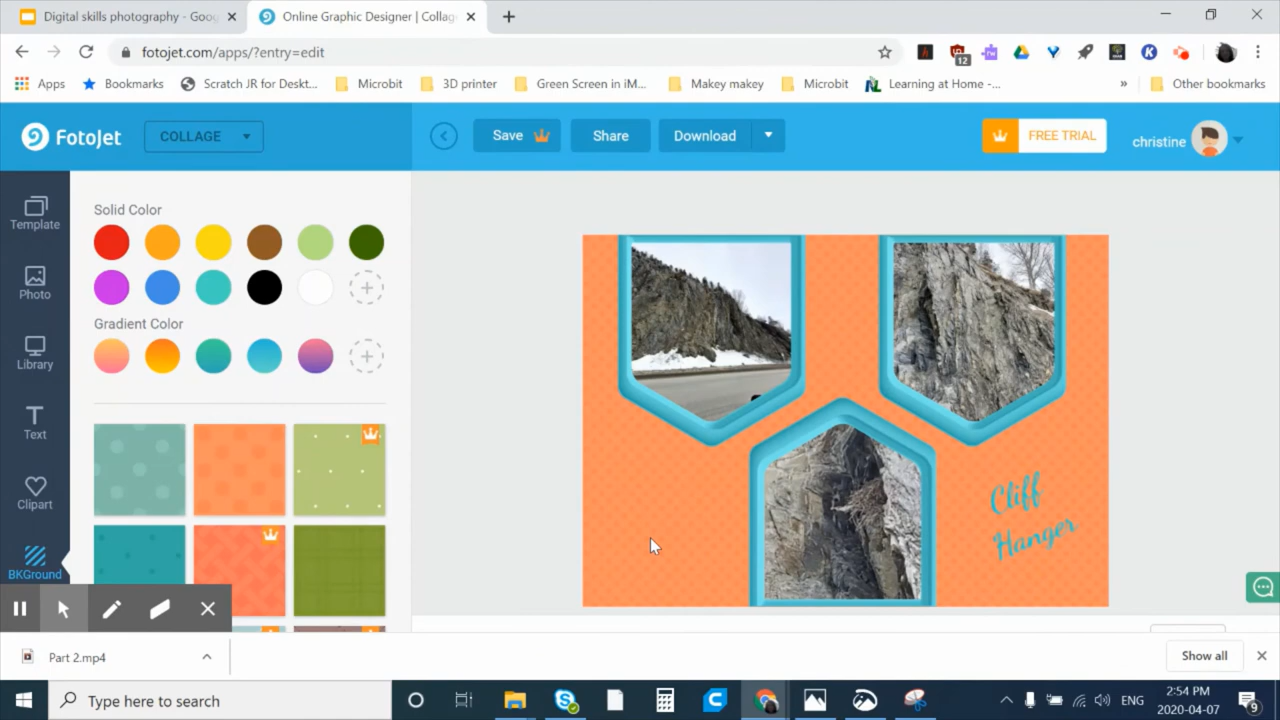 Digital skills photography - Goog
Online Graphic Designer | Collag
fotojet.com/apps/?entry=edit
12
Apps
Bookmarks
Scratch JR for Deskt...
Microbit
3D printer
Green Screen in iM...
Makey makey
Microbit
Learning at Home -...
»
Other bookmarks
FotoJet
COLLAGE
Save
Share
Download
FREE TRIAL
christine
Template
Photo
Library
Text
Clipart
BKGround
Solid Color
Gradient Color
Cliff
Hanger
Part 2.mp4
Show all
Type here to search
ENG
2:54 PM
2020-04-07
9